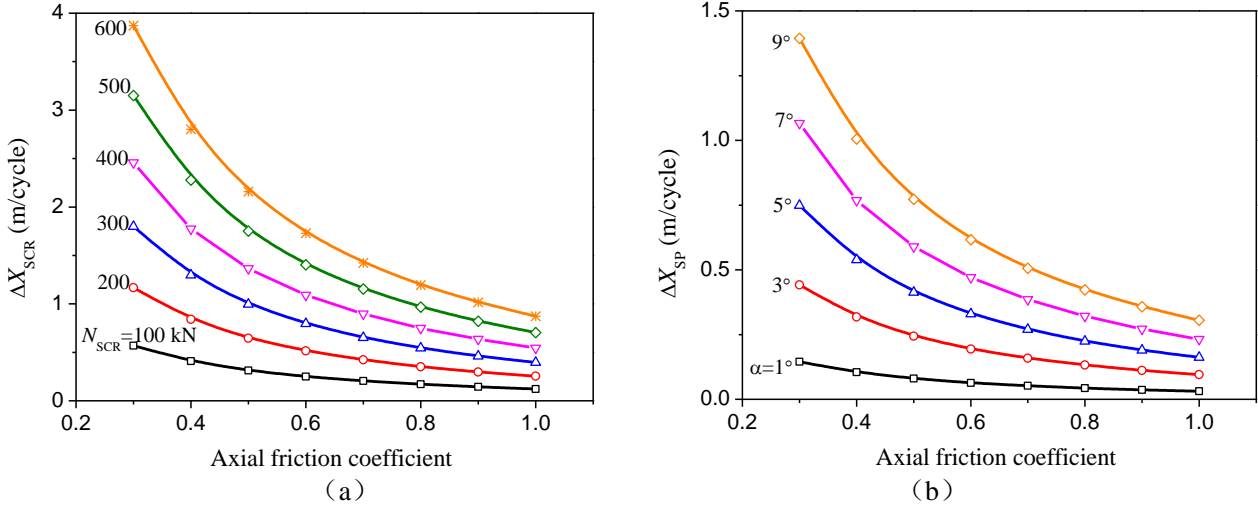 4
3
2
1
0
ΔX_SCR (m/cycle)
600
500
400
300
200
N_SCR=100 kN
0.2 0.4 0.6 0.8 1.0
Axial friction coefficient
（a）
1.5
1.0
0.5
0.0
ΔX_SP (m/cycle)
9°
7°
5°
3°
α=1°
0.2 0.4 0.6 0.8 1.0
Axial friction coefficient
（b）